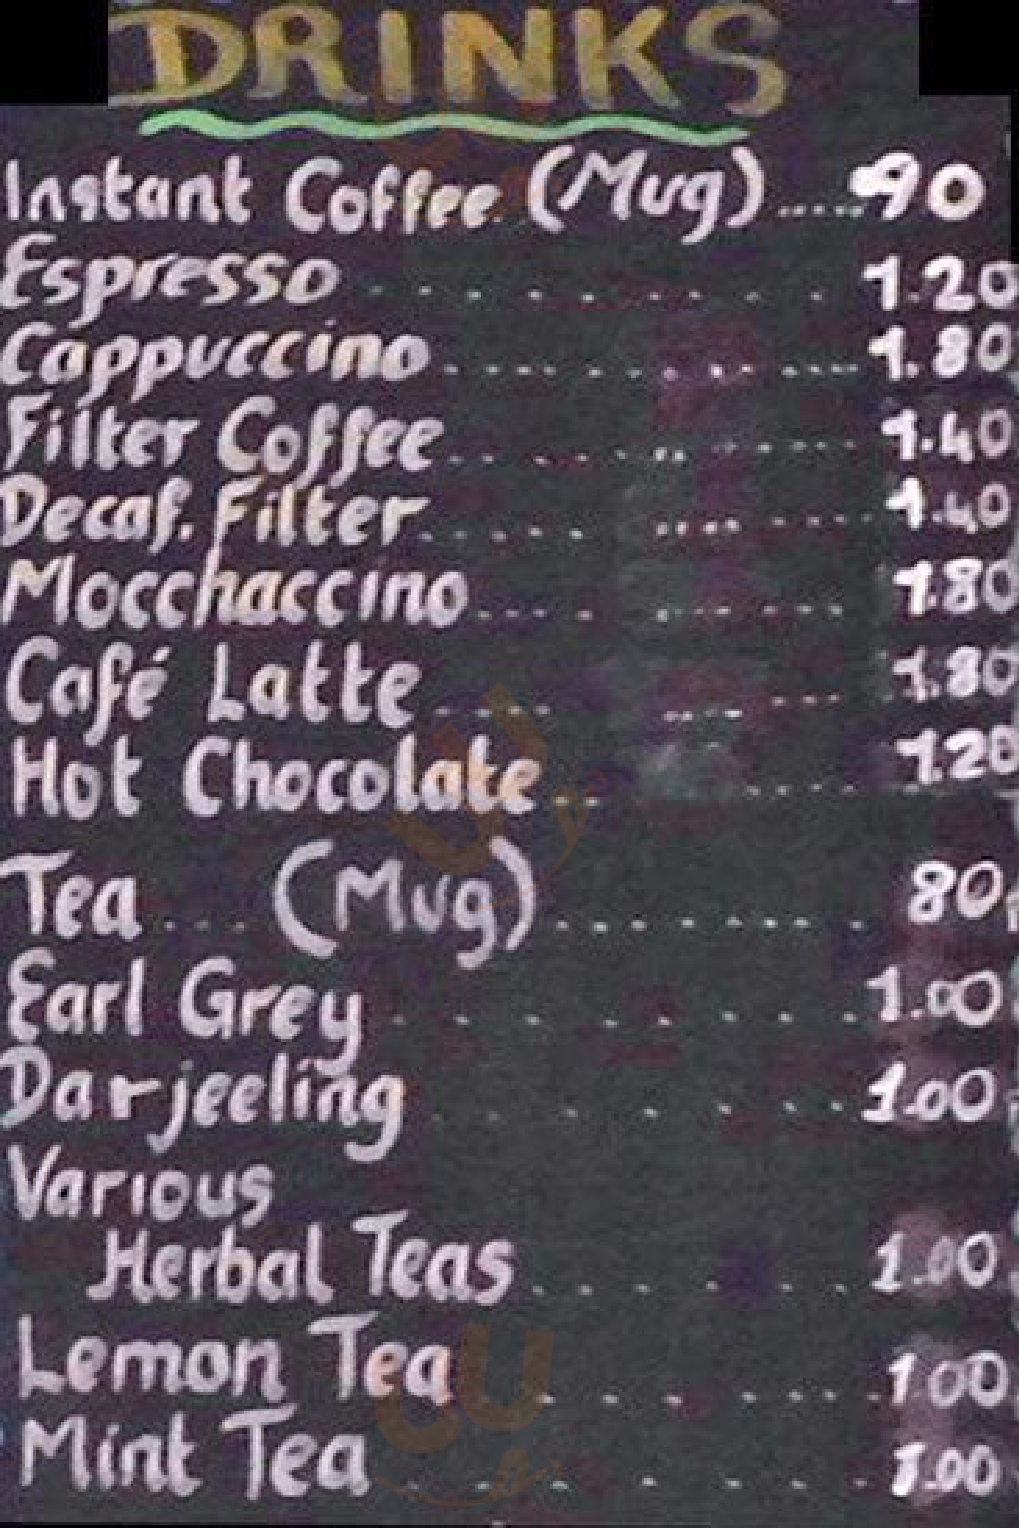 DRINKS
Instant Coffee (Mug).....90
Espresso . . . . . . . . . 1.20
Cappuccino.................1.80
Filter Coffee..............1.40
Decaf. Filter..............1.40
Mocchaccino............1.80
Café Latte...........1.80
Hot Chocolate.........1.20
Tea... (Mug).........80
Earl Grey . . . . . . . . 1.00
Darjeeling . . . . . . . 1.00
Various
Herbal Teas . . . . . . . 1.00
Lemon Tea . . . . . . . . 1.00
Mint Tea . . . . . . . . 1.00